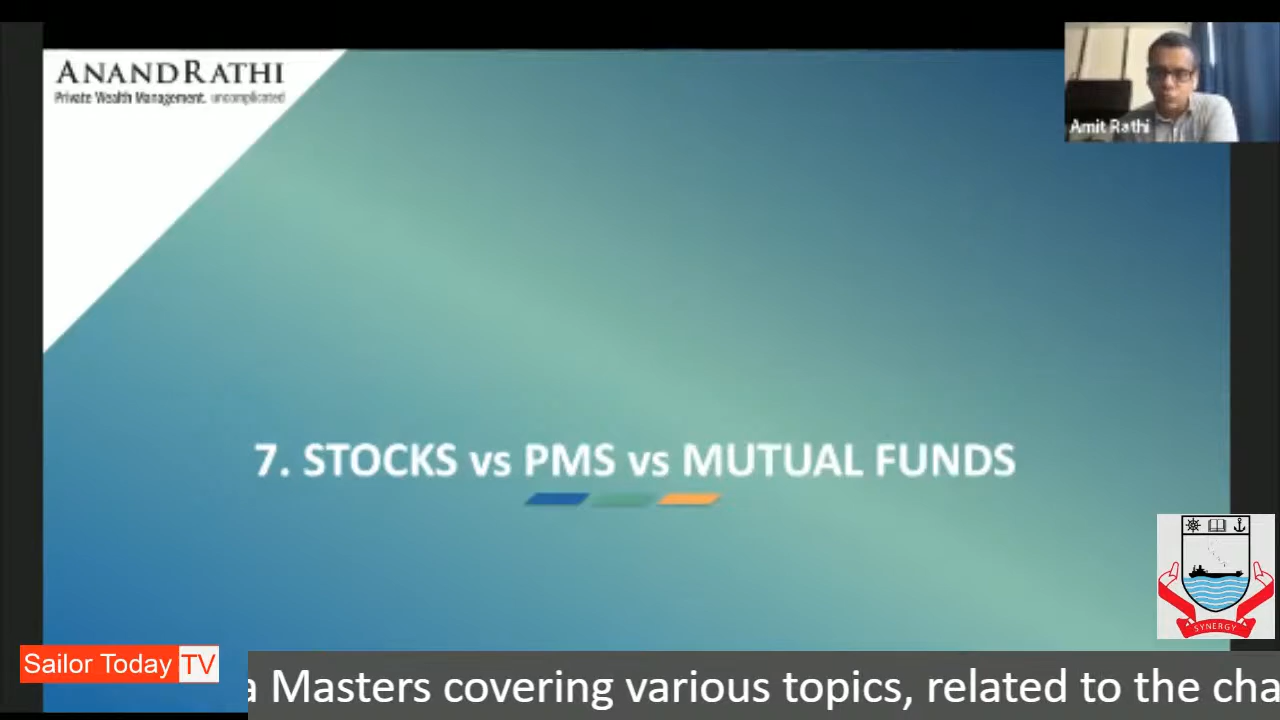 ANANDRATHI
Private Wealth Management. uncomplicated
Amit Rathi
7. STOCKS vs PMS vs MUTUAL FUNDS
SYNERGY
Sailor Today TV
a Masters covering various topics, related to the cha